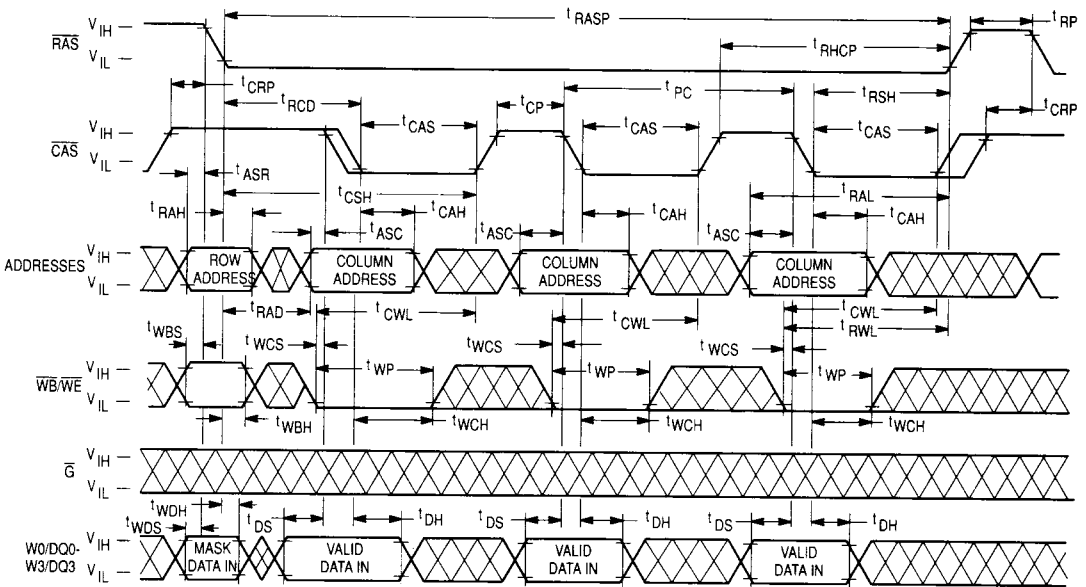 t RASP
t RP
V IH
RAS
V IL
t RHCP
t CRP
t RCD
t CP
t PC
t RSH
t CRP
V IH
CAS
V IL
t CAS
t CAS
t CAS
t ASR
t CSH
t RAL
t RAH
t CAH
t CAH
t CAH
t ASC
t ASC
t ASC
ADDRESSES
V IH
V IL
ROW ADDRESS
COLUMN ADDRESS
COLUMN ADDRESS
COLUMN ADDRESS
t RAD
t CWL
t CWL
t CWL
t RWL
t WBS
t WCS
t WCS
t WCS
t WP
t WP
t WP
WB/WE
V IH
V IL
t WBH
t WCH
t WCH
t WCH
G
V IH
V IL
t WDH
t WDS
t DS
t DH
t DS
t DH
t DS
t DH
W0/DQ0-
W3/DQ3
V IH
V IL
MASK DATA IN
VALID DATA IN
VALID DATA IN
VALID DATA IN